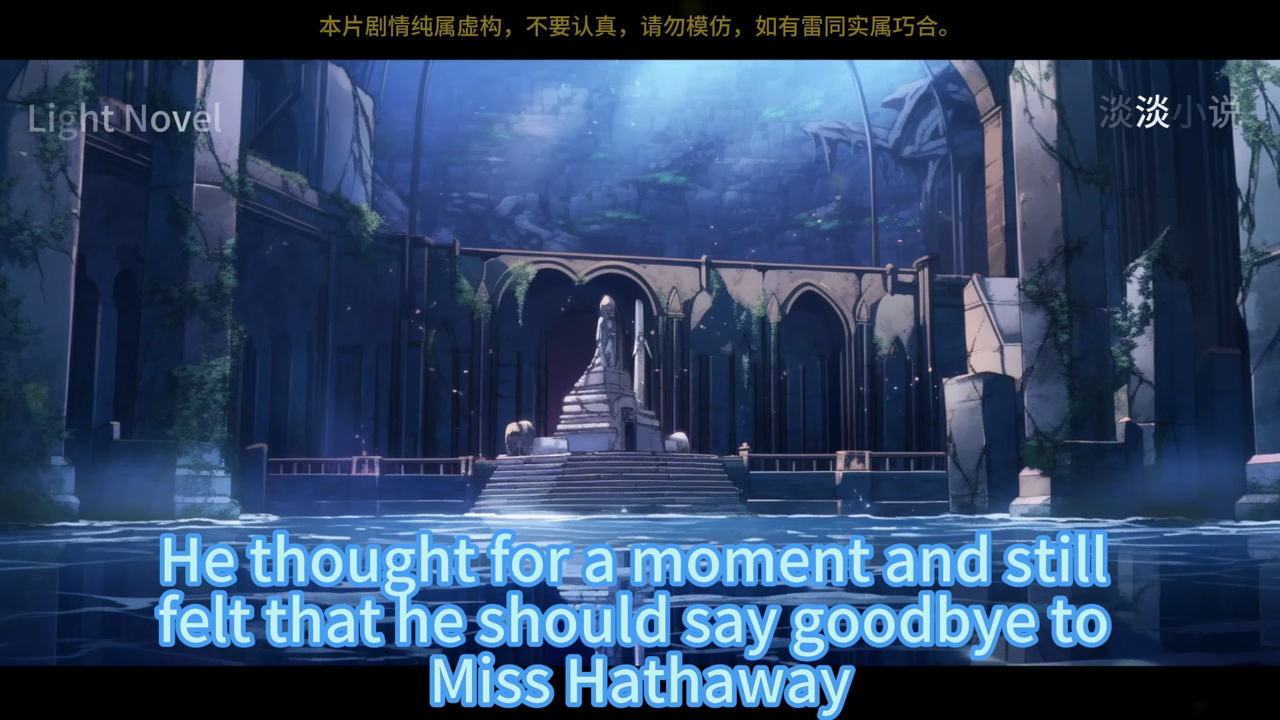 本片剧情纯属虚构，不要认真，请勿模仿，如有雷同实属巧合。
Light Novel
淡淡小说
He thought for a moment and still
felt that he should say goodbye to
Miss Hathaway